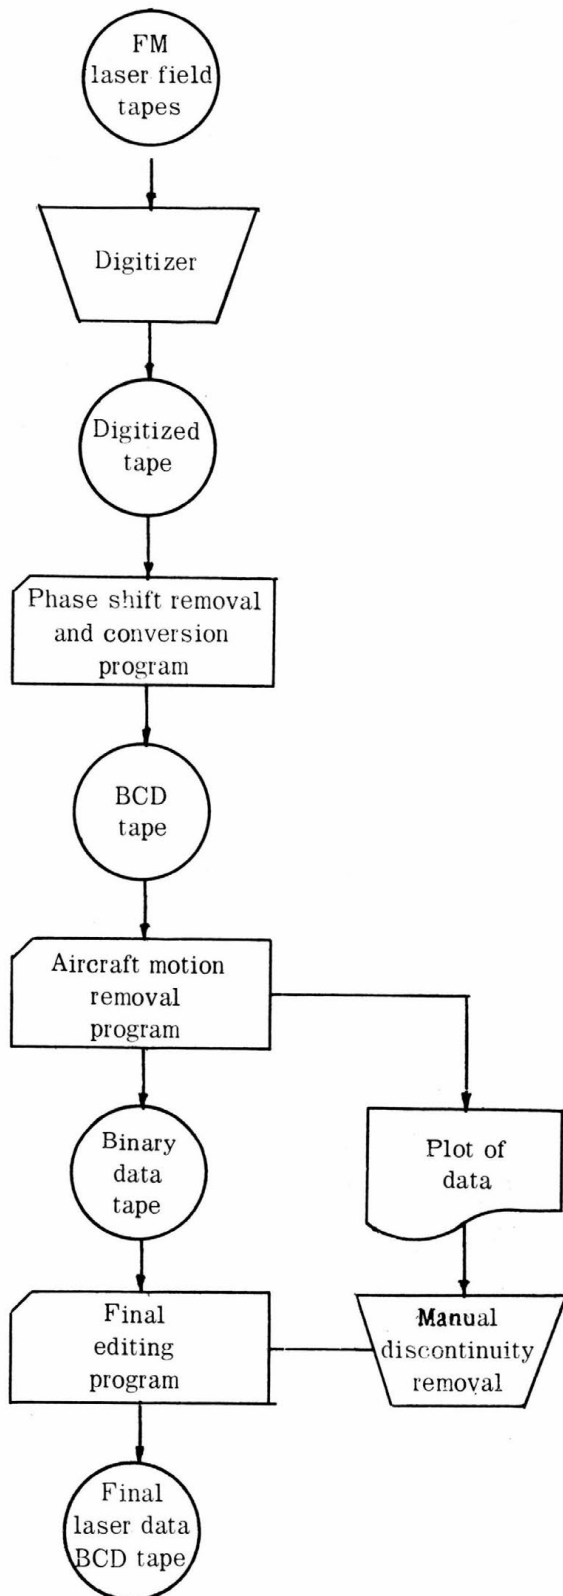 FM
laser field
tapes
Digitizer
Digitized
tape
Phase shift removal
and conversion
program
BCD
tape
Aircraft motion
removal
program
Binary
data
tape
Plot of
data
Final
editing
program
Manual
discontinuity
removal
Final
laser data
BCD tape